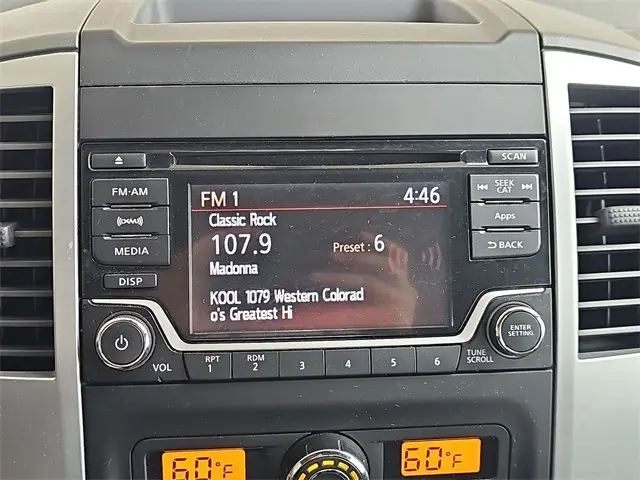 SCAN
FM·AM
XM
MEDIA
DISP
FM 1 4:46
Classic Rock
107.9 Preset : 6
Madonna
KOOL 1079 Western Colorad
o's Greatest Hi
SEEK
CAT
Apps
BACK
ENTER
SETTING
VOL
RPT
1
RDM
2
3
4
5
6
TUNE
SCROLL
60°F
60°F